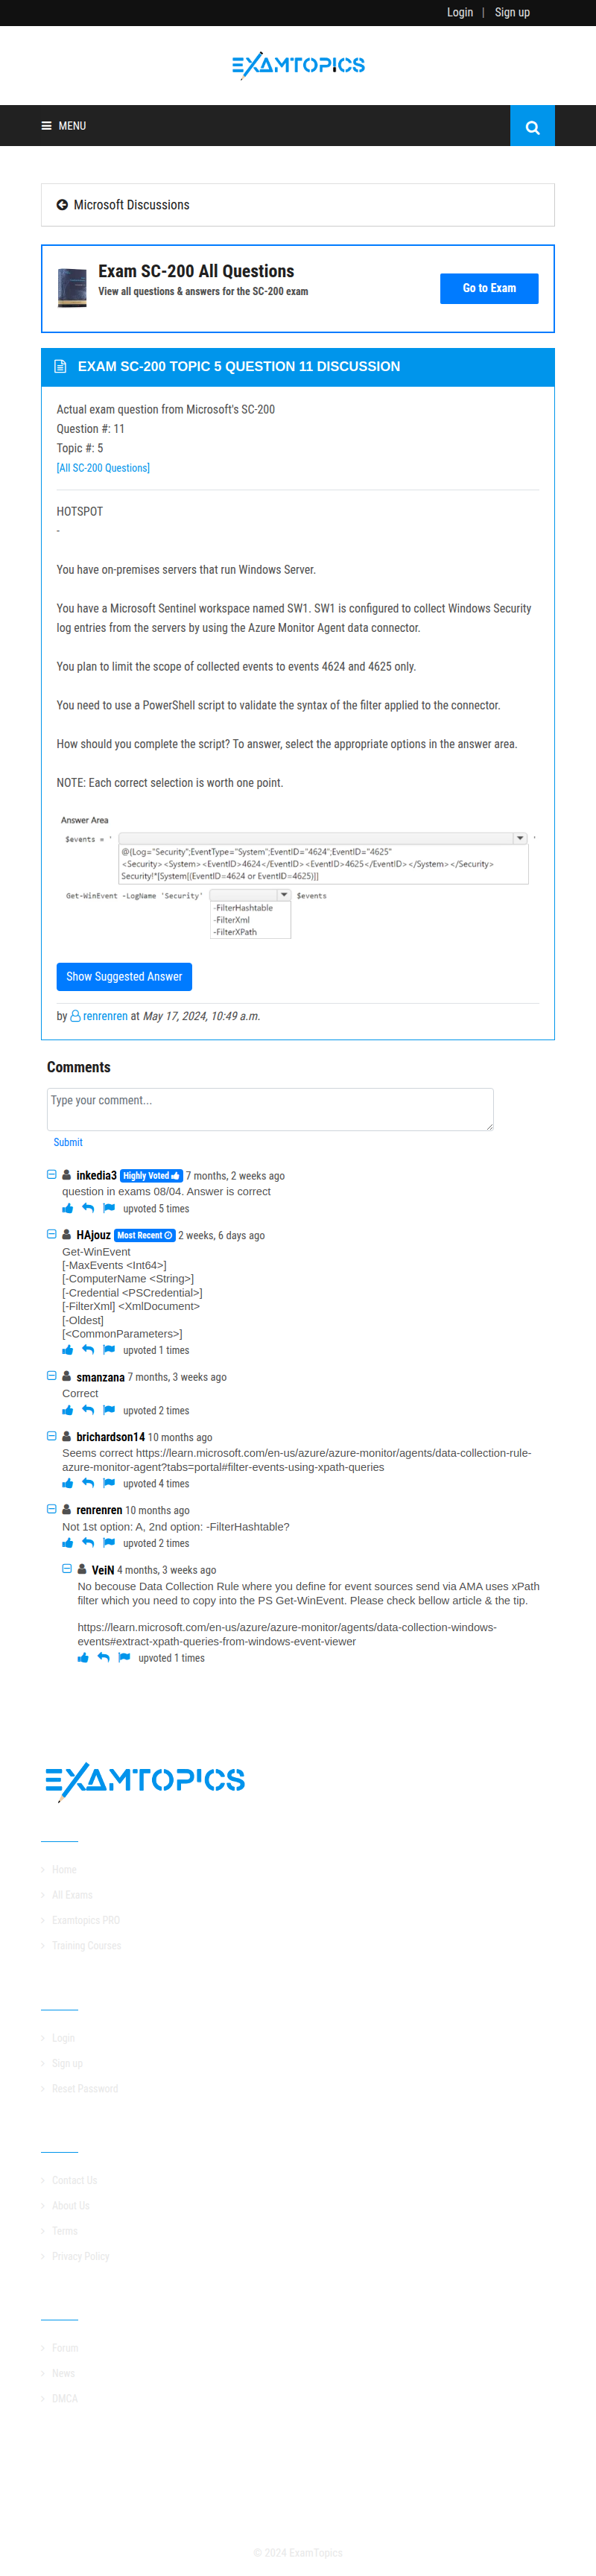 Login | Sign up
EXAMTOPICS
MENU
Microsoft Discussions
Exam SC-200 All Questions
View all questions & answers for the SC-200 exam
Go to Exam
EXAM SC-200 TOPIC 5 QUESTION 11 DISCUSSION
Actual exam question from Microsoft's SC-200
Question #: 11
Topic #: 5
[All SC-200 Questions]
HOTSPOT
-
You have on-premises servers that run Windows Server.
You have a Microsoft Sentinel workspace named SW1. SW1 is configured to collect Windows Security
log entries from the servers by using the Azure Monitor Agent data connector.
You plan to limit the scope of collected events to events 4624 and 4625 only.
You need to use a PowerShell script to validate the syntax of the filter applied to the connector.
How should you complete the script? To answer, select the appropriate options in the answer area.
NOTE: Each correct selection is worth one point.
Answer Area
$events = ' '
@{Log="Security";EventType="System";EventID="4624";EventID="4625"
<Security> <System> <EventID>4624</EventID> <EventID>4625</EventID> </System> </Security>
Security!*[System[(EventID=4624 or EventID=4625)]]
Get-WinEvent -LogName 'Security' $events
-FilterHashtable
-FilterXml
-FilterXPath
Show Suggested Answer
by renrenren at May 17, 2024, 10:49 a.m.
Comments
Type your comment...
Submit
inkedia3 Highly Voted 7 months, 2 weeks ago
question in exams 08/04. Answer is correct
upvoted 5 times
HAjouz Most Recent 2 weeks, 6 days ago
Get-WinEvent
[-MaxEvents <Int64>]
[-ComputerName <String>]
[-Credential <PSCredential>]
[-FilterXml] <XmlDocument>
[-Oldest]
[<CommonParameters>]
upvoted 1 times
smanzana 7 months, 3 weeks ago
Correct
upvoted 2 times
brichardson14 10 months ago
Seems correct https://learn.microsoft.com/en-us/azure/azure-monitor/agents/data-collection-rule-
azure-monitor-agent?tabs=portal#filter-events-using-xpath-queries
upvoted 4 times
renrenren 10 months ago
Not 1st option: A, 2nd option: -FilterHashtable?
upvoted 2 times
VeiN 4 months, 3 weeks ago
No becouse Data Collection Rule where you define for event sources send via AMA uses xPath
filter which you need to copy into the PS Get-WinEvent. Please check bellow article & the tip.
https://learn.microsoft.com/en-us/azure/azure-monitor/agents/data-collection-windows-
events#extract-xpath-queries-from-windows-event-viewer
upvoted 1 times
EXAMTOPICS
Home
All Exams
Examtopics PRO
Training Courses
Login
Sign up
Reset Password
Contact Us
About Us
Terms
Privacy Policy
Forum
News
DMCA
© 2024 ExamTopics